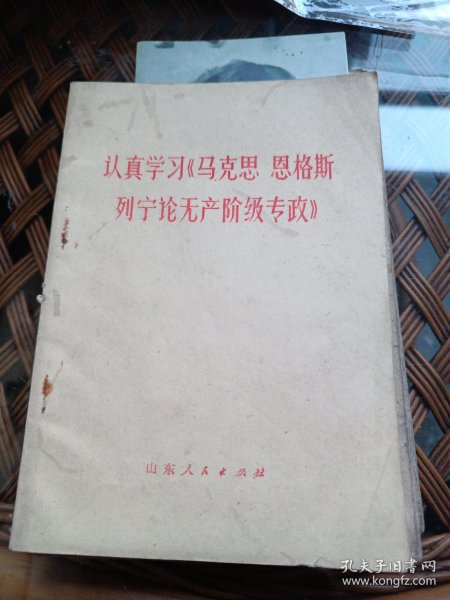 认真学习《马克思 恩格斯
列宁论无产阶级专政》
山东人民出版社
孔夫子旧书网
www.kongfz.com